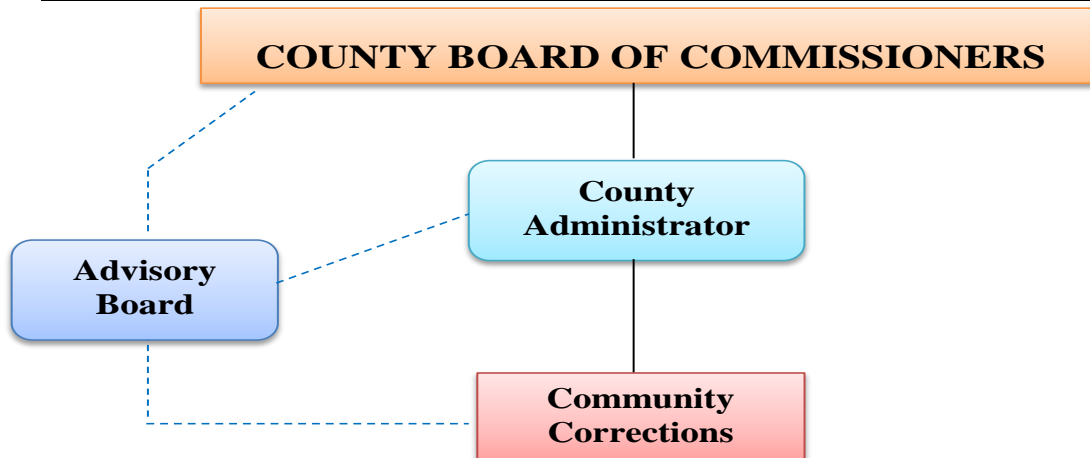 COUNTY BOARD OF COMMISSIONERS
County
Administrator
Advisory
Board
Community
Corrections